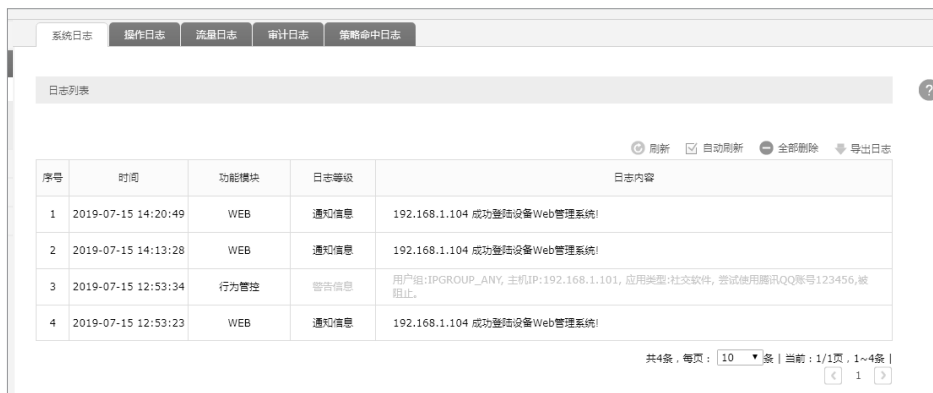 系统日志 操作日志 流量日志 审计日志 策略命中日志
日志列表
?
刷新 自动刷新 全部删除 导出日志
序号 时间 功能模块 日志等级 日志内容
1 2019-07-15 14:20:49 WEB 通知信息 192.168.1.104 成功登陆设备Web管理系统!
2 2019-07-15 14:13:28 WEB 通知信息 192.168.1.104 成功登陆设备Web管理系统!
3 2019-07-15 12:53:34 行为管控 警告信息 用户组:IPGROUP_ANY, 主机IP:192.168.1.101, 应用类型:社交软件, 尝试使用腾讯QQ账号123456,被
阻止。
4 2019-07-15 12:53:23 WEB 通知信息 192.168.1.104 成功登陆设备Web管理系统!
共4条，每页： 10 条 | 当前：1/1页，1~4条 |
< 1 >